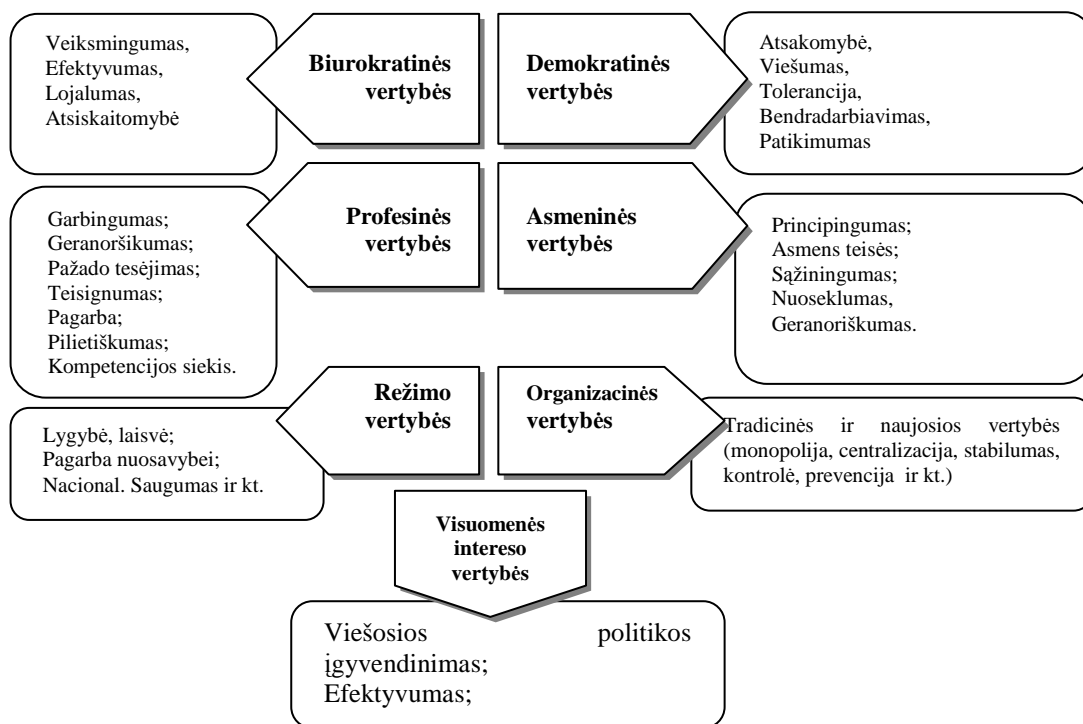 Veiksmingumas,
Efektyvumas,
Lojalumas,
Atsiskaitomybė
Biurokratinės
vertybės
Demokratinės
vertybės
Atsakomybė,
Viešumas,
Tolerancija,
Bendradarbiavimas,
Patikimumas
Garbingumas;
Geranoršikumas;
Pažado tesėjimas;
Teisignumas;
Pagarba;
Pilietiškumas;
Kompetencijos siekis.
Profesinės
vertybės
Asmeninės
vertybės
Principingumas;
Asmens teisės;
Sąžiningumas;
Nuoseklumas,
Geranoriškumas.
Lygybė, laisvė;
Pagarba nuosavybei;
Nacional. Saugumas ir kt.
Režimo
vertybės
Organizacinės
vertybės
Tradicinės ir naujosios vertybės
(monopolija, centralizacija, stabilumas,
kontrolė, prevencija ir kt.)
Visuomenės
intereso
vertybės
Viešosios politikos
įgyvendinimas;
Efektyvumas;